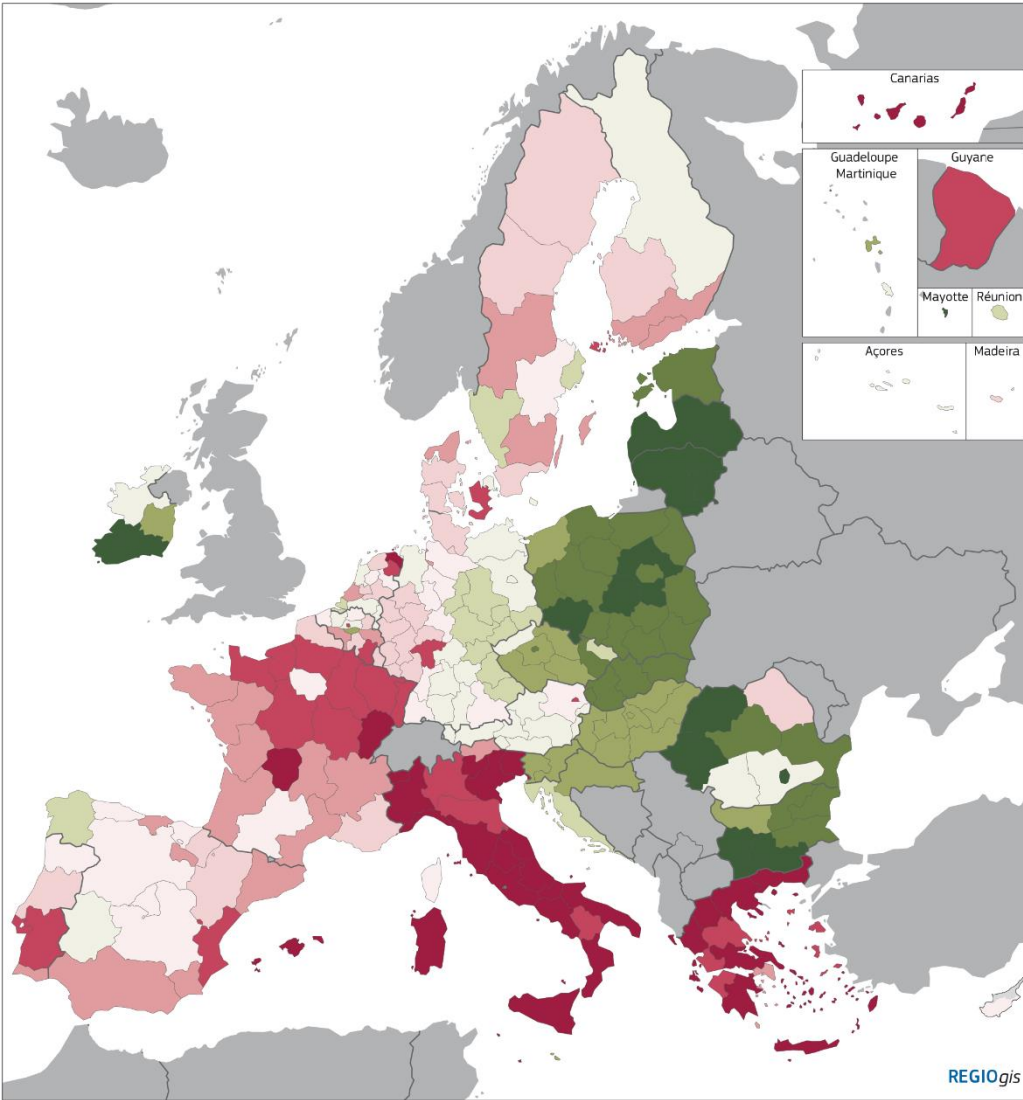 Canarias
Guadeloupe
Martinique
Guyane
Mayotte
Réunion
Açores
Madeira
REGIOgis